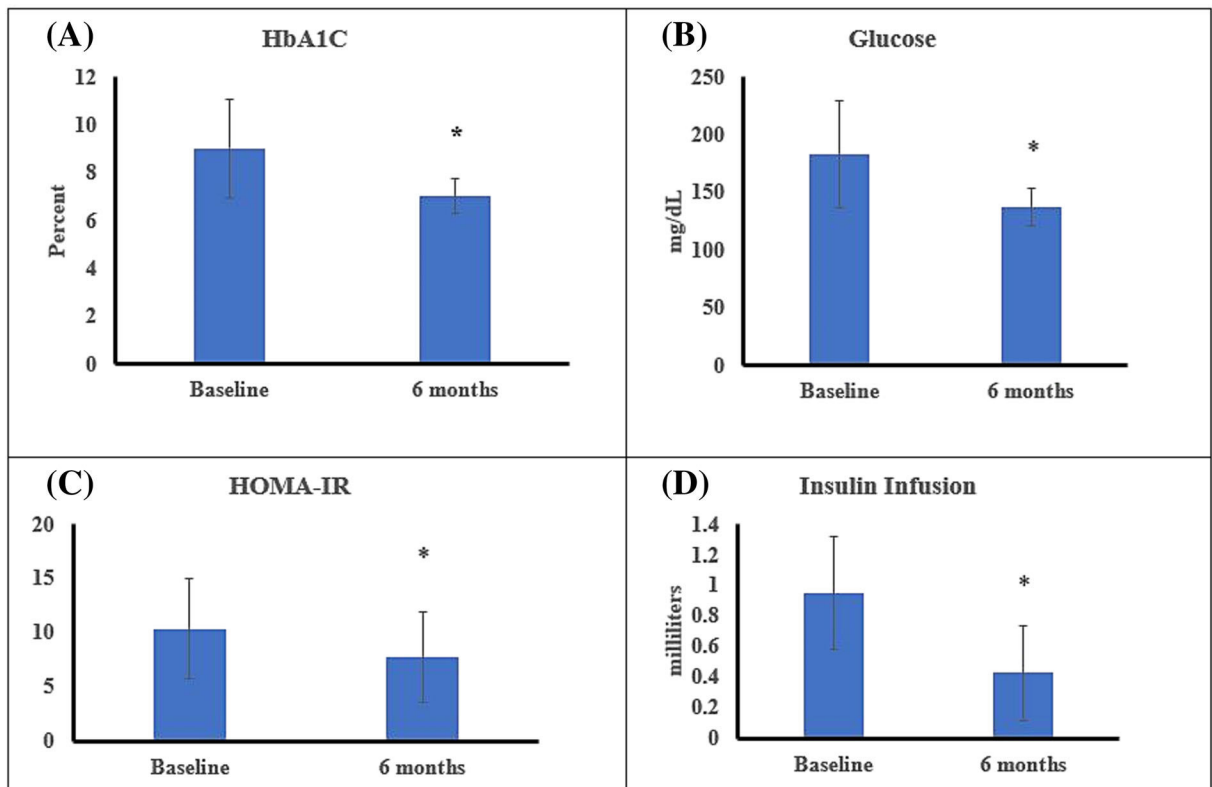 (A)
HbA1C
Percent
12
10
8
6
4
2
0
*
Baseline 6 months
(B)
Glucose
mg/dL
250
200
150
100
50
0
*
Baseline 6 months
(C)
HOMA-IR
20
15
10
5
0
*
Baseline 6 months
(D)
Insulin Infusion
milliliters
1.4
1.2
1
0.8
0.6
0.4
0.2
0
*
Baseline 6 months